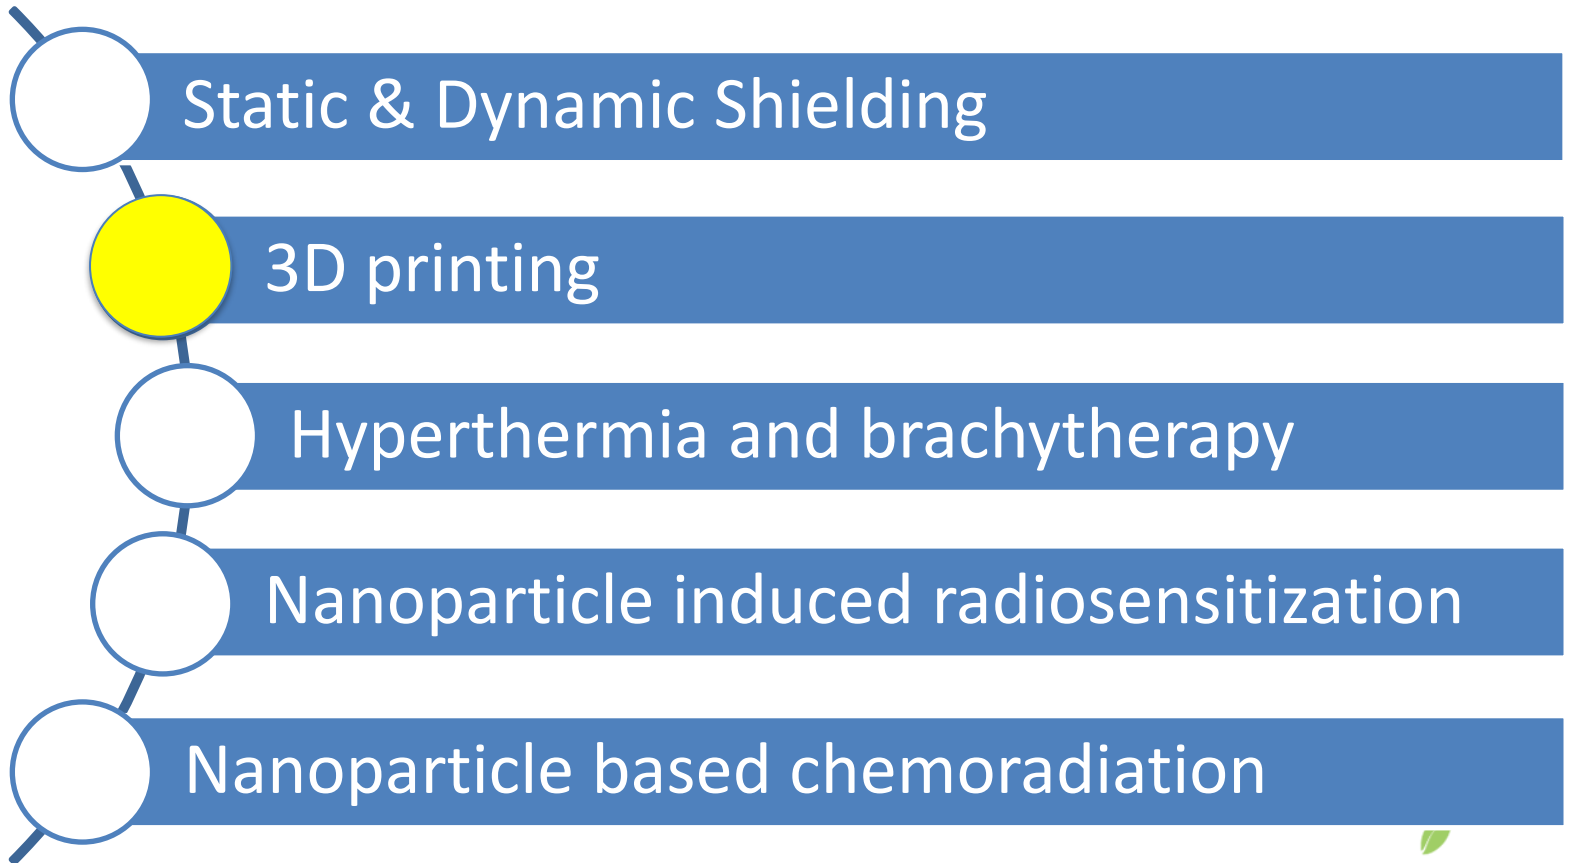 Static & Dynamic Shielding
3D printing
Hyperthermia and brachytherapy
Nanoparticle induced radiosensitization
Nanoparticle based chemoradiation